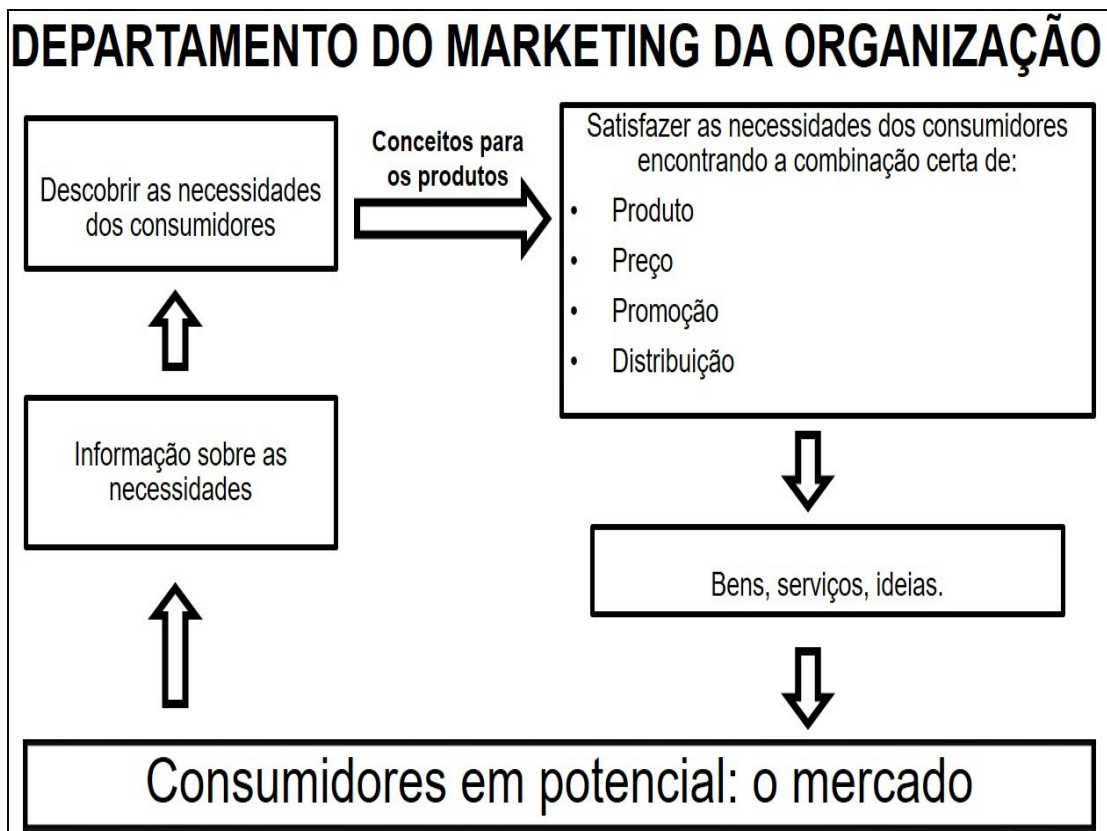 DEPARTAMENTO DO MARKETING DA ORGANIZAÇÃO
Descobrir as necessidades
dos consumidores
Conceitos para
os produtos
Satisfazer as necessidades dos consumidores
encontrando a combinação certa de:
• Produto
• Preço
• Promoção
• Distribuição
Informação sobre as
necessidades
Bens, serviços, ideias.
Consumidores em potencial: o mercado